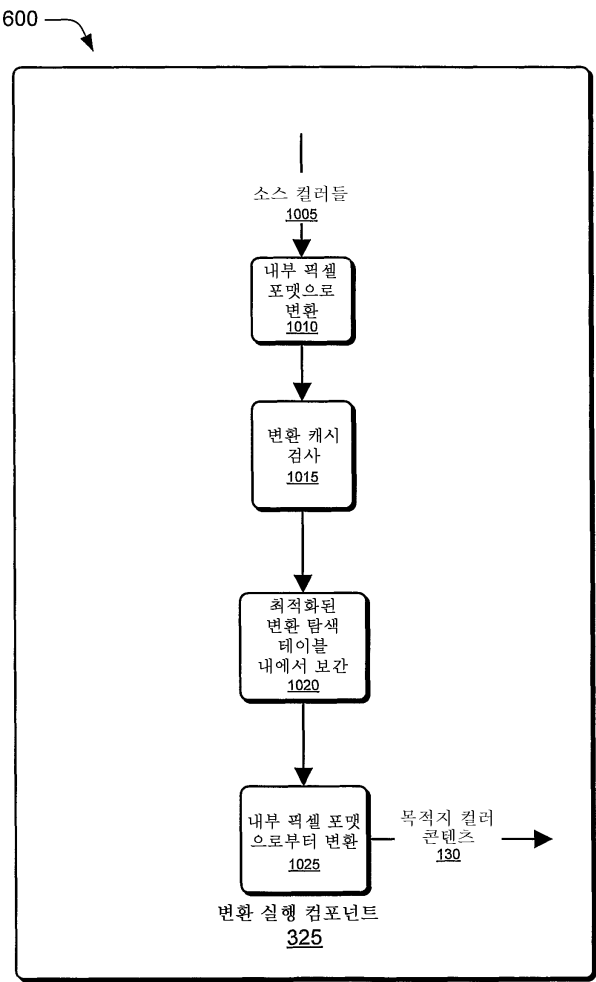 600
소스 컬러들
1005
내부 픽셀
포맷으로
변환
1010
변환 캐시
검사
1015
최적화된
변환 탐색
테이블
내에서 보간
1020
내부 픽셀 포맷
으로부터 변환
1025
목적지 컬러
콘텐츠
130
변환 실행 컴포넌트
325